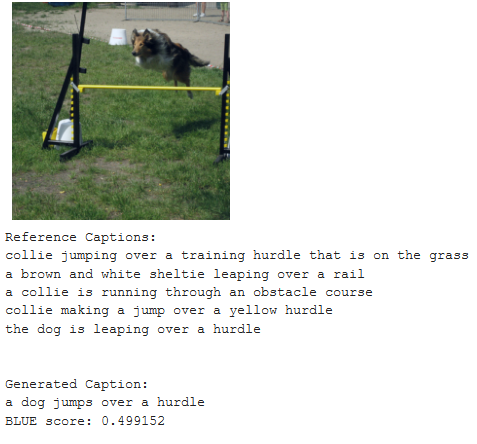 Reference Captions:
collie jumping over a training hurdle that is on the grass
a brown and white sheltie leaping over a rail
a collie is running through an obstacle course
collie making a jump over a yellow hurdle
the dog is leaping over a hurdle
Generated Caption:
a dog jumps over a hurdle
BLUE score: 0.499152